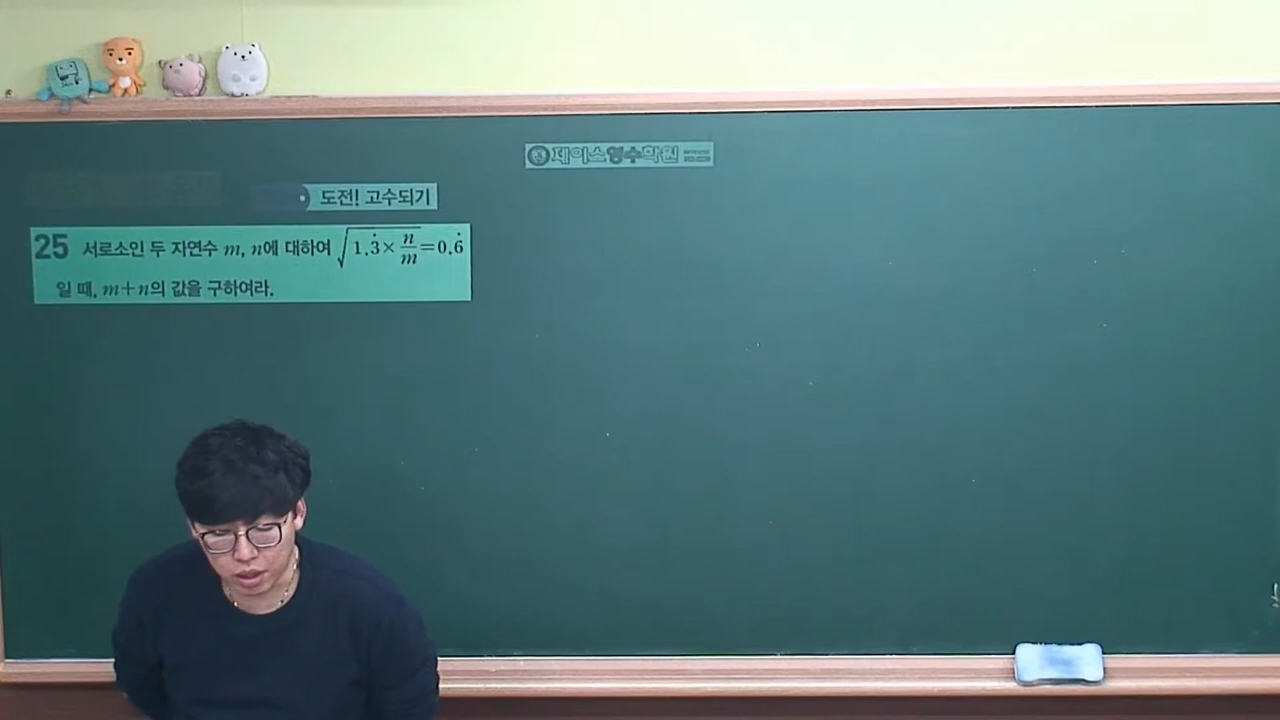 제이스영수학원
도전! 고수되기
25 서로소인 두 자연수 m, n에 대하여 √(1.3̇×n/m)=0.6̇
일 때, m+n의 값을 구하여라.